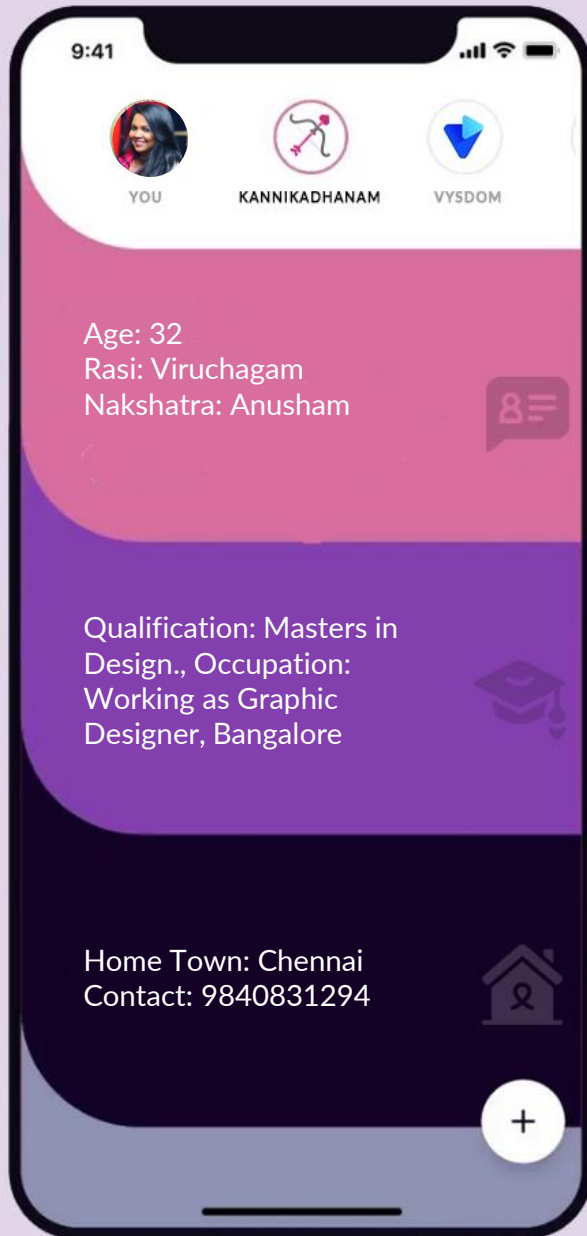 9:41
YOU
KANNIKADHANAM
VYSDOM
Age: 32
Rasi: Viruchagam
Nakshatra: Anusham
Qualification: Masters in
Design., Occupation:
Working as Graphic
Designer, Bangalore
Home Town: Chennai
Contact: 9840831294